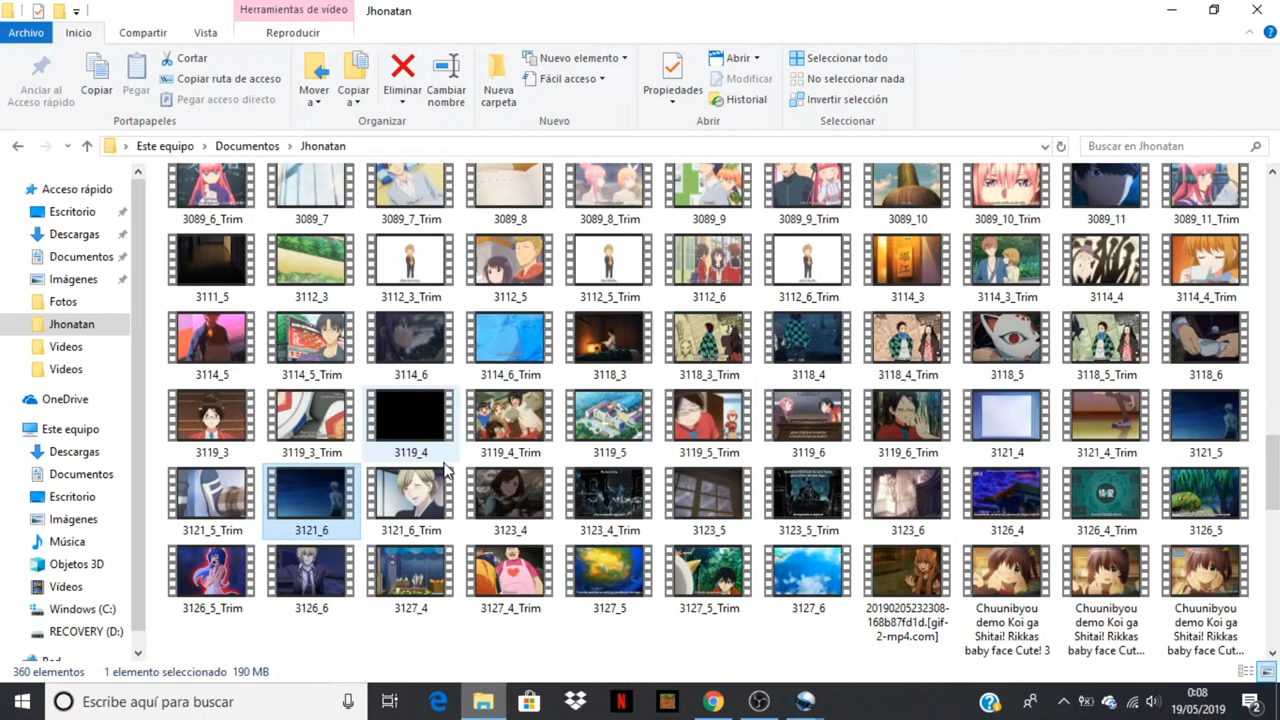 Herramientas de vídeo
Jhonatan
Archivo
Inicio
Compartir
Vista
Reproducir
Anclar al Acceso rápido
Copiar
Pegar
Cortar
Copiar ruta de acceso
Pegar acceso directo
Portapapeles
Mover a
Copiar a
Eliminar
Cambiar nombre
Organizar
Nueva carpeta
Nuevo elemento
Fácil acceso
Nuevo
Propiedades
Abrir
Modificar
Historial
Abrir
Seleccionar todo
No seleccionar nada
Invertir selección
Seleccionar
Este equipo Documentos Jhonatan
Buscar en Jhonatan
Acceso rápido
Escritorio
Descargas
Documentos
Imágenes
Fotos
Jhonatan
Videos
Videos
OneDrive
Este equipo
Descargas
Documentos
Escritorio
Imágenes
Música
Objetos 3D
Vídeos
Windows (C:)
RECOVERY (D:)
3089_6_Trim 3089_7 3089_7_Trim 3089_8 3089_8_Trim 3089_9 3089_9_Trim 3089_10 3089_10_Trim 3089_11 3089_11_Trim
3111_5 3112_3 3112_3_Trim 3112_5 3112_5_Trim 3112_6 3112_6_Trim 3114_3 3114_3_Trim 3114_4 3114_4_Trim
3114_5 3114_5_Trim 3114_6 3114_6_Trim 3118_3 3118_3_Trim 3118_4 3118_4_Trim 3118_5 3118_5_Trim 3118_6
3119_3 3119_3_Trim 3119_4 3119_4_Trim 3119_5 3119_5_Trim 3119_6 3119_6_Trim 3121_4 3121_4_Trim 3121_5
3121_5_Trim 3121_6 3121_6_Trim 3123_4 3123_4_Trim 3123_5 3123_5_Trim 3123_6 3126_4 3126_4_Trim 3126_5
3126_5_Trim 3126_6 3127_4 3127_4_Trim 3127_5 3127_5_Trim 3127_6
20190205232308-168b87fd1d.[gif-2-mp4.com]
Chuunibyou demo Koi ga Shitai! Rikkas baby face Cute! 3
Chuunibyou demo Koi ga Shitai! Rikkas baby face Cut...
Chuunibyou demo Koi ga Shitai! Rikkas baby face Cut...
360 elementos 1 elemento seleccionado 190 MB
Escribe aquí para buscar
0:08
19/05/2019
2